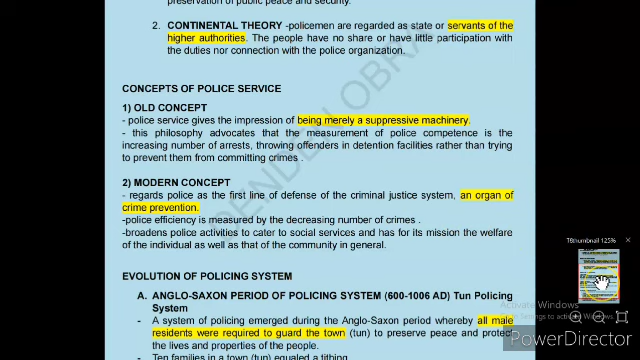 preservation of public peace and security.
2. CONTINENTAL THEORY -policemen are regarded as state or servants of the
higher authorities. The people have no share or have little participation with
the duties nor connection with the police organization.
CONCEPTS OF POLICE SERVICE
1) OLD CONCEPT
- police service gives the impression of being merely a suppressive machinery.
- this philosophy advocates that the measurement of police competence is the
increasing number of arrests, throwing offenders in detention facilities rather than trying
to prevent them from committing crimes .
2) MODERN CONCEPT
- regards police as the first line of defense of the criminal justice system, an organ of
crime prevention.
-police efficiency is measured by the decreasing number of crimes .
-broadens police activities to cater to social services and has for its mission the welfare
of the individual as well as that of the community in general.
EVOLUTION OF POLICING SYSTEM
A. ANGLO-SAXON PERIOD OF POLICING SYSTEM (600-1006 AD) Tun Policing
System
- A system of policing emerged during the Anglo-Saxon period whereby all male
residents were required to guard the town (tun) to preserve peace and protect
the lives and properties of the people.
- Ten families in a town (tun) equaled a tithing.
DENDEN OBRA
T8thumbnail 125%
Activate Windows
Go to Settings to activate Windows.
PowerDirector